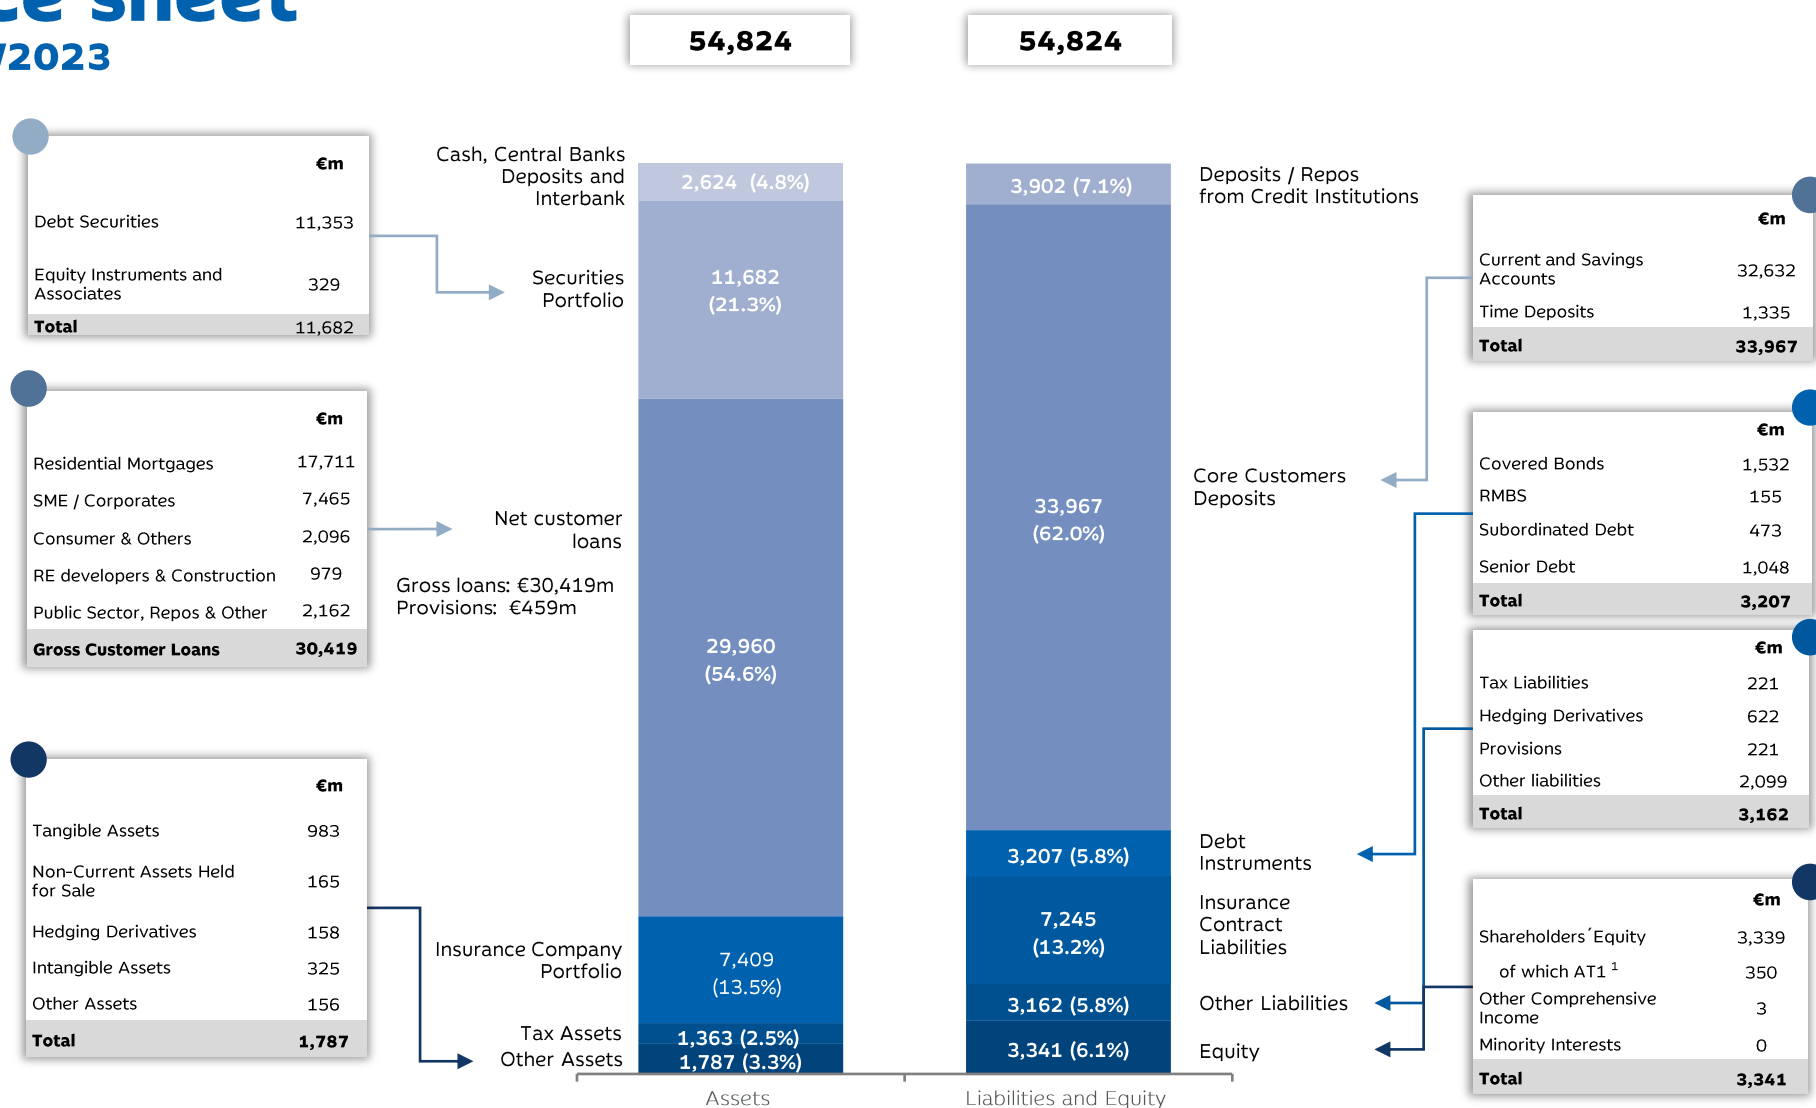 ce sheet
/2023
54,824
54,824
€m
Debt Securities 11,353
Equity Instruments and
Associates 329
Total 11,682
€m
Residential Mortgages 17,711
SME / Corporates 7,465
Consumer & Others 2,096
RE developers & Construction 979
Public Sector, Repos & Other 2,162
Gross Customer Loans 30,419
€m
Tangible Assets 983
Non-Current Assets Held
for Sale 165
Hedging Derivatives 158
Intangible Assets 325
Other Assets 156
Total 1,787
Cash, Central Banks
Deposits and
Interbank
Securities
Portfolio
Net customer
loans
Gross loans: €30,419m
Provisions: €459m
Insurance Company
Portfolio
Tax Assets
Other Assets
2,624 (4.8%)
11,682
(21.3%)
29,960
(54.6%)
7,409
(13.5%)
1,363 (2.5%)
1,787 (3.3%)
Assets
3,902 (7.1%)
33,967
(62.0%)
3,207 (5.8%)
7,245
(13.2%)
3,162 (5.8%)
3,341 (6.1%)
Liabilities and Equity
Deposits / Repos
from Credit Institutions
Core Customers
Deposits
Debt
Instruments
Insurance
Contract
Liabilities
Other Liabilities
Equity
€m
Current and Savings
Accounts 32,632
Time Deposits 1,335
Total 33,967
€m
Covered Bonds 1,532
RMBS 155
Subordinated Debt 473
Senior Debt 1,048
Total 3,207
€m
Tax Liabilities 221
Hedging Derivatives 622
Provisions 221
Other liabilities 2,099
Total 3,162
€m
Shareholders´Equity 3,339
of which AT1 1 350
Other Comprehensive
Income 3
Minority Interests 0
Total 3,341